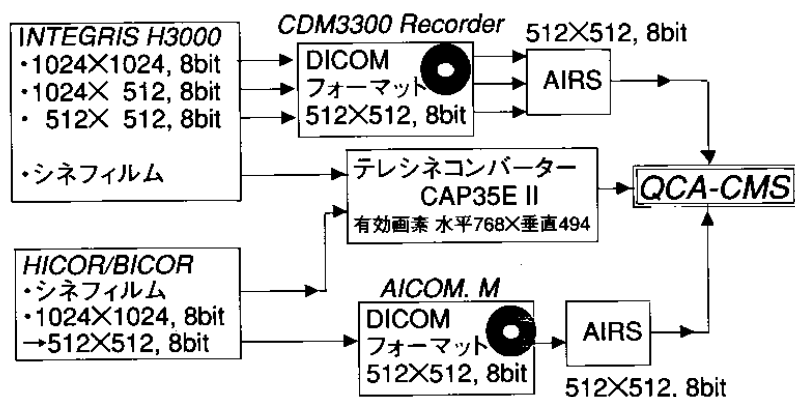 INTEGRIS H3000
・1024×1024, 8bit
・1024× 512, 8bit
・ 512× 512, 8bit
・シネフィルム
CDM3300 Recorder
DICOM
フォーマット
512×512, 8bit
512×512, 8bit
AIRS
テレシネコンバーター
CAP35E II
有効画素 水平768×垂直494
QCA-CMS
HICOR/BICOR
・シネフィルム
・1024×1024, 8bit
→512×512, 8bit
AICOM. M
DICOM
フォーマット
512×512, 8bit
AIRS
512×512, 8bit